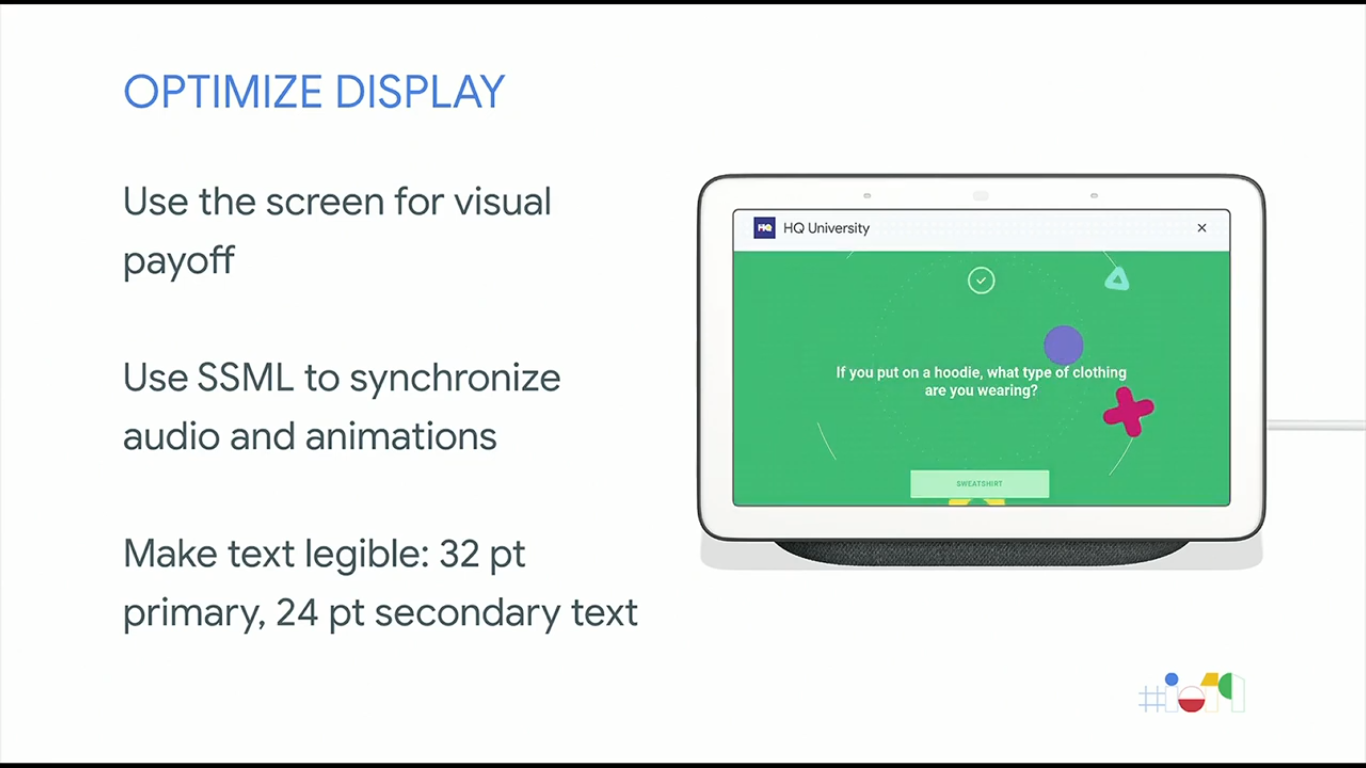 OPTIMIZE DISPLAY
Use the screen for visual
payoff
Use SSML to synchronize
audio and animations
Make text legible: 32 pt
primary, 24 pt secondary text
HQ
HQ University
If you put on a hoodie, what type of clothing
are you wearing?
SWEATSHIRT
#io19